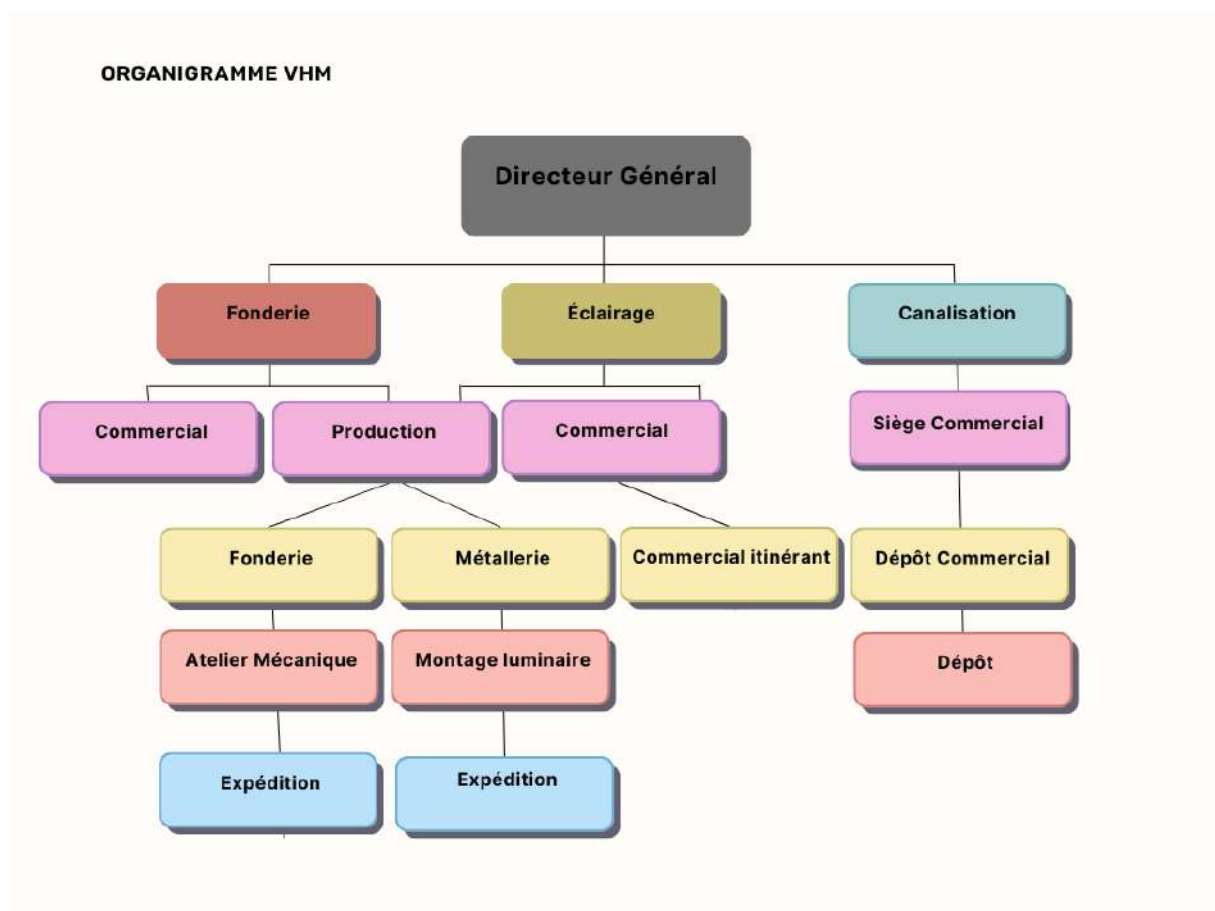 ORGANIGRAMME VHM
Directeur Général
Fonderie
Éclairage
Canalisation
Commercial
Production
Commercial
Siège Commercial
Fonderie
Métallerie
Commercial itinérant
Dépôt Commercial
Atelier Mécanique
Montage luminaire
Dépôt
Expédition
Expédition